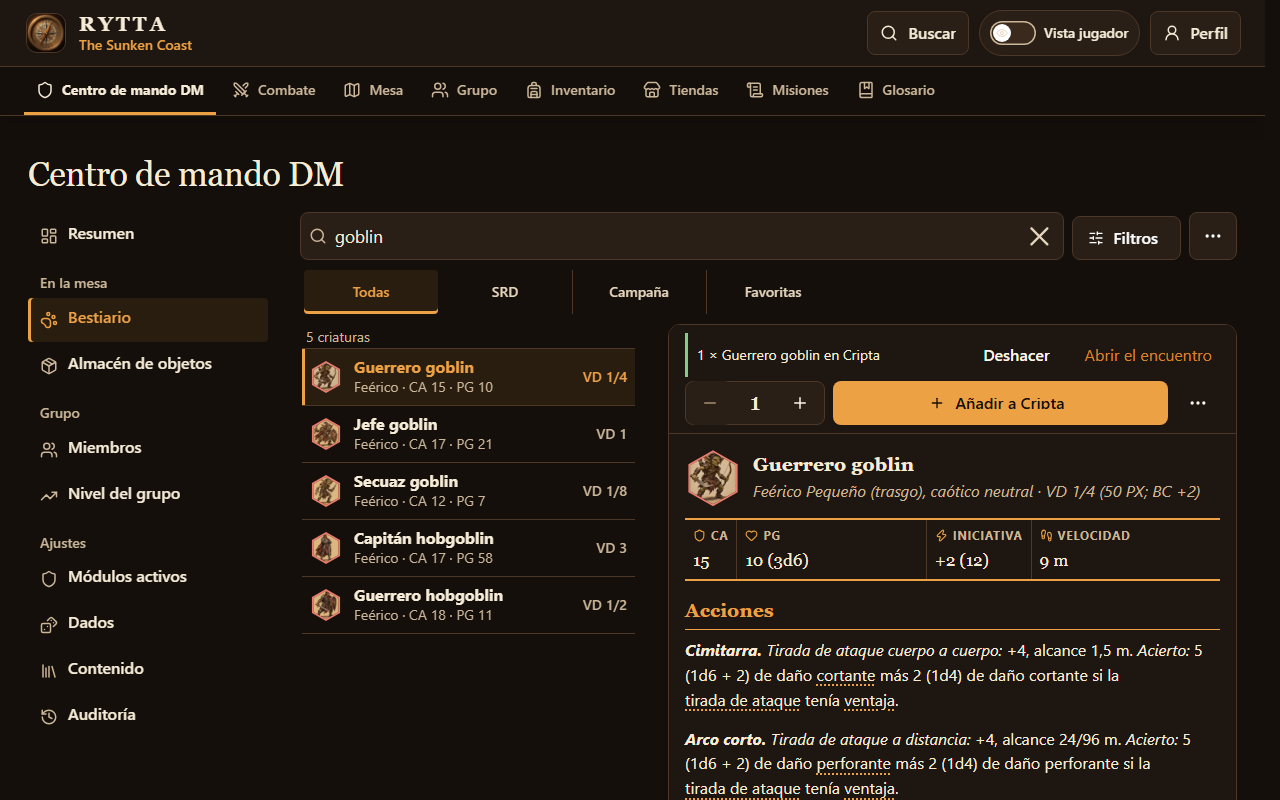 RYTTA
The Sunken Coast
Buscar
Vista jugador
Perfil
Centro de mando DM
Combate
Mesa
Grupo
Inventario
Tiendas
Misiones
Glosario
Centro de mando DM
Resumen
En la mesa
Bestiario
Almacén de objetos
Grupo
Miembros
Nivel del grupo
Ajustes
Módulos activos
Dados
Contenido
Auditoría
goblin
Filtros
Todas
SRD
Campaña
Favoritas
5 criaturas
Guerrero goblin
Feérico · CA 15 · PG 10
VD 1/4
Jefe goblin
Feérico · CA 17 · PG 21
VD 1
Secuaz goblin
Feérico · CA 12 · PG 7
VD 1/8
Capitán hobgoblin
Feérico · CA 17 · PG 58
VD 3
Guerrero hobgoblin
Feérico · CA 18 · PG 11
VD 1/2
1 × Guerrero goblin en Cripta
Deshacer
Abrir el encuentro
− 1 +
+ Añadir a Cripta
Guerrero goblin
Feérico Pequeño (trasgo), caótico neutral · VD 1/4 (50 PX; BC +2)
CA
15
PG
10 (3d6)
INICIATIVA
+2 (12)
VELOCIDAD
9 m
Acciones
Cimitarra. Tirada de ataque cuerpo a cuerpo: +4, alcance 1,5 m. Acierto: 5
(1d6 + 2) de daño cortante más 2 (1d4) de daño cortante si la
tirada de ataque tenía ventaja.
Arco corto. Tirada de ataque a distancia: +4, alcance 24/96 m. Acierto: 5
(1d6 + 2) de daño perforante más 2 (1d4) de daño perforante si la
tirada de ataque tenía ventaja.